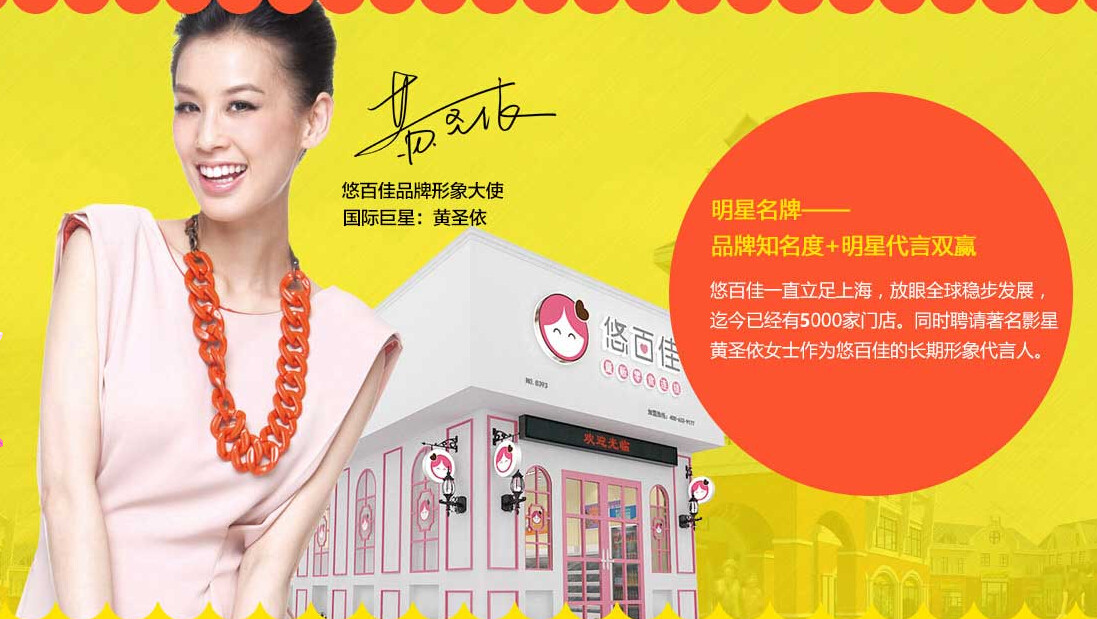 黄圣依
悠百佳品牌形象大使
国际巨星：黄圣依
明星名牌——
品牌知名度+明星代言双赢
悠百佳一直立足上海，放眼全球稳步发展，
迄今已经有5000家门店。同时聘请著名影星
黄圣依女士作为悠百佳的长期形象代言人。
悠百佳
NO.0393
欢迎光临